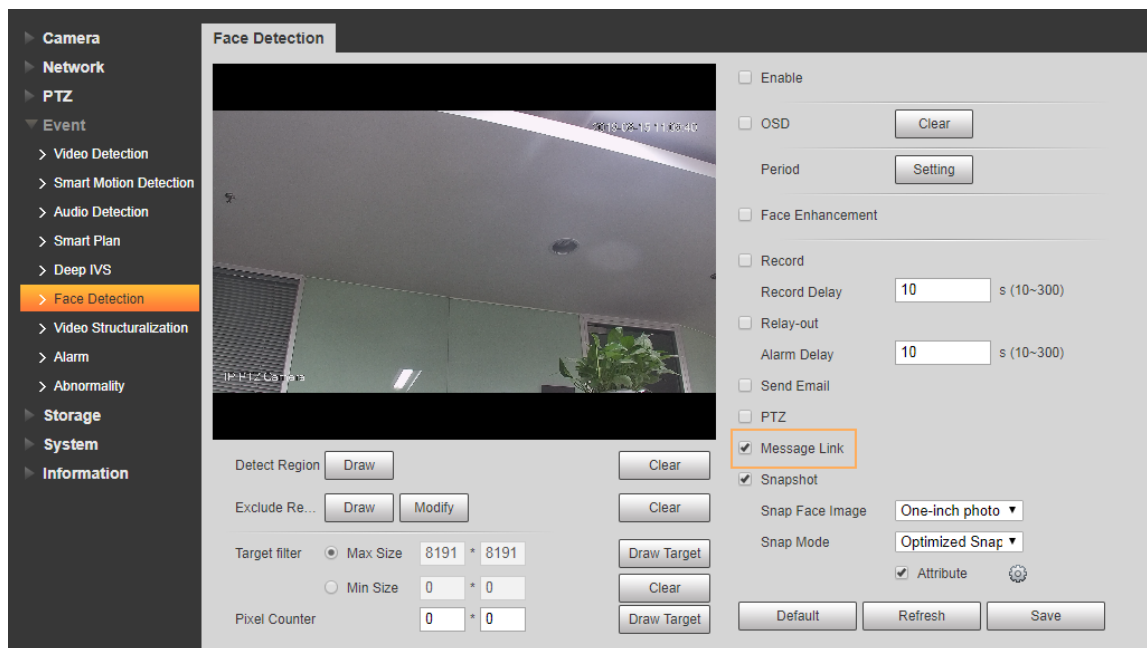 Camera
Network
PTZ
Event
Video Detection
Smart Motion Detection
Audio Detection
Smart Plan
Deep IVS
Face Detection
Video Structuralization
Alarm
Abnormality
Storage
System
Information
Face Detection
IP PTZ Camera
Detect Region Draw Clear
Exclude Re... Draw Modify Clear
Target filter Max Size 8191 * 8191 Draw Target
Min Size 0 * 0 Clear
Pixel Counter 0 * 0 Draw Target
Enable
OSD Clear
Period Setting
Face Enhancement
Record
Record Delay 10 s (10~300)
Relay-out
Alarm Delay 10 s (10~300)
Send Email
PTZ
Message Link
Snapshot
Snap Face Image One-inch photo
Snap Mode Optimized Snap
Attribute
Default Refresh Save